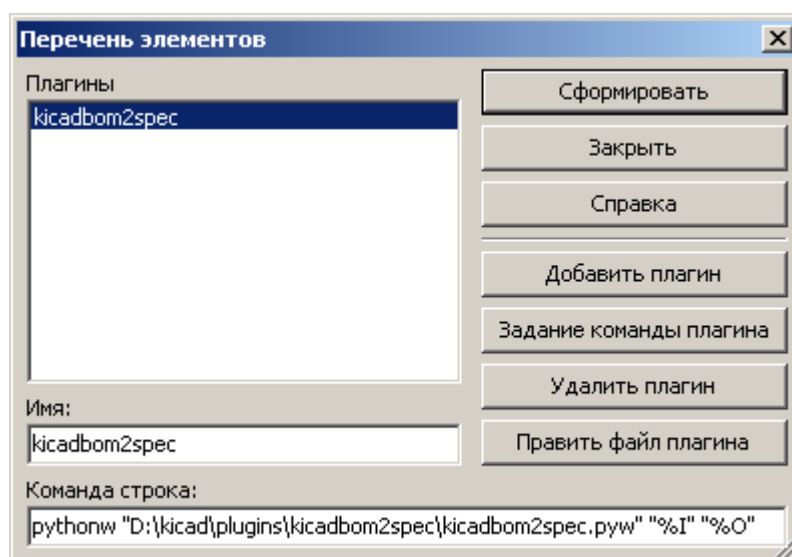 Перечень элементов
Плагины
kicadbom2spec
Сформировать
Закрыть
Справка
Добавить плагин
Задание команды плагина
Удалить плагин
Править файл плагина
Имя:
kicadbom2spec
Команда строка:
pythonw "D:\kicad\plugins\kicadbom2spec\kicadbom2spec.pyw" "%I" "%O"